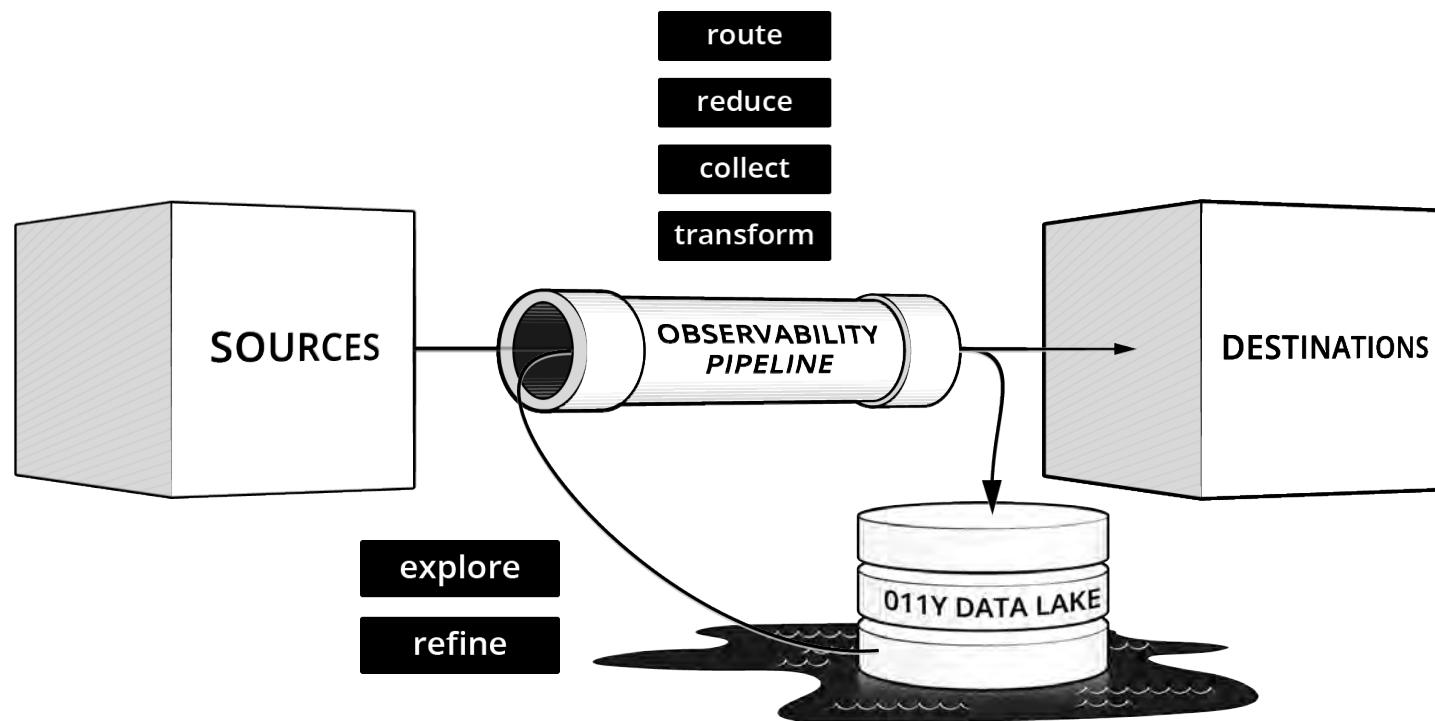 route
reduce
collect
transform
SOURCES
OBSERVABILITY
PIPELINE
DESTINATIONS
explore
refine
011Y DATA LAKE